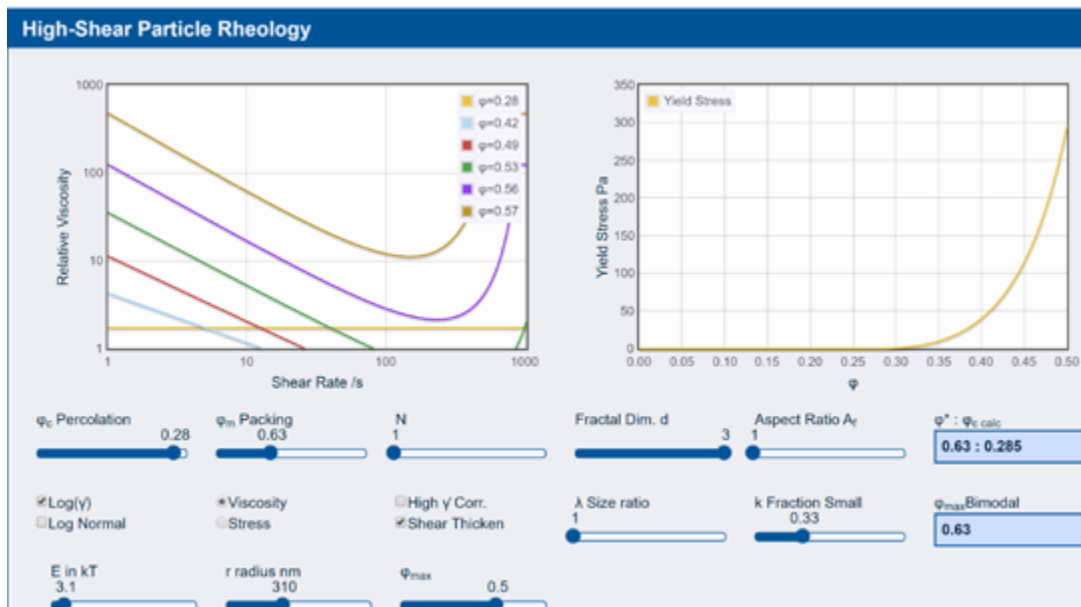 High-Shear Particle Rheology
1000
100
10
1
Relative Viscosity
φ=0.28
φ=0.42
φ=0.49
φ=0.53
φ=0.56
φ=0.57
1 10 100 1000
Shear Rate /s
350
300
250
200
150
100
50
0
Yield Stress Pa
Yield Stress
0.00 0.05 0.10 0.15 0.20 0.25 0.30 0.35 0.40 0.45 0.50
φ
φc Percolation
0.28
φm Packing
0.63
N
1
Fractal Dim. d
3
Aspect Ratio Af
1
φ* : φc calc
0.63 : 0.285
Log(γ̇)
Log Normal
Viscosity
Stress
High γ̇ Corr.
Shear Thicken
λ Size ratio
1
k Fraction Small
0.33
φmaxBimodal
0.63
E in kT
3.1
r radius nm
310
φmax
0.5